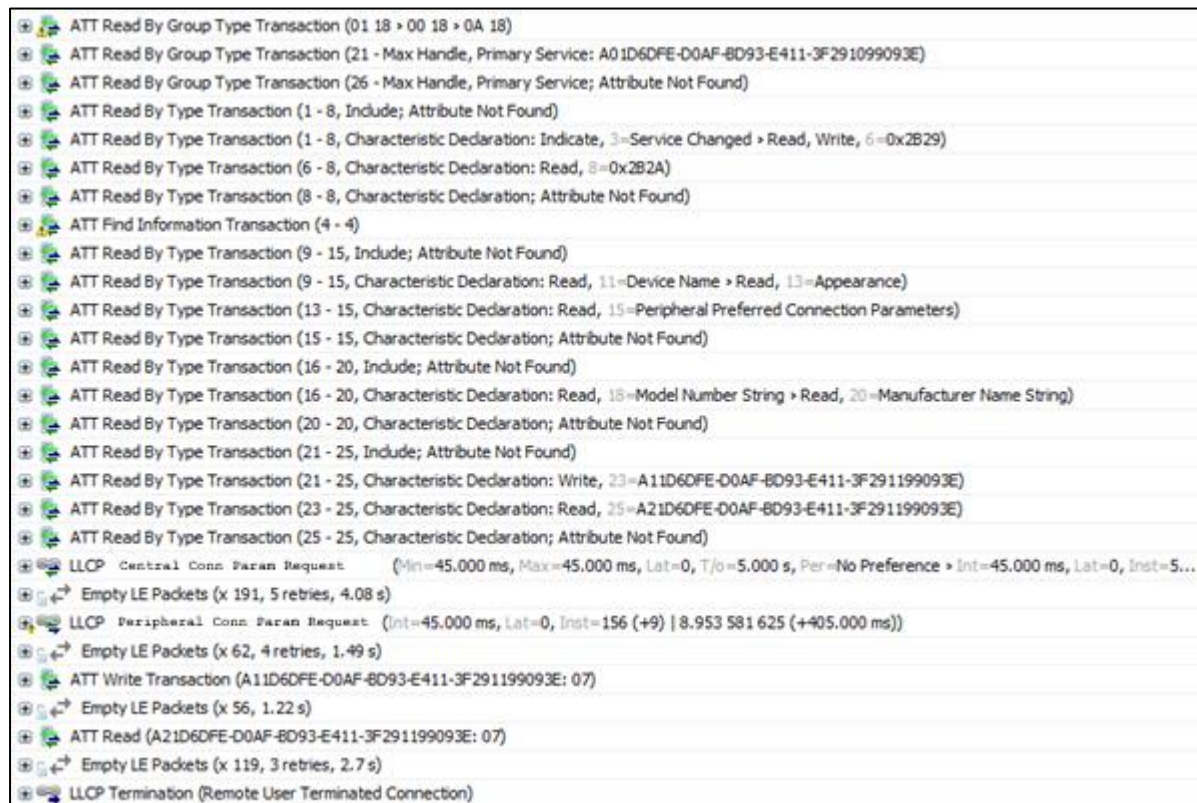 ATT Read By Group Type Transaction (01 18 > 00 18 > 0A 18)
ATT Read By Group Type Transaction (21 - Max Handle, Primary Service: A01D6DFE-D0AF-BD93-E411-3F291099093E)
ATT Read By Group Type Transaction (26 - Max Handle, Primary Service; Attribute Not Found)
ATT Read By Type Transaction (1 - 8, Include; Attribute Not Found)
ATT Read By Type Transaction (1 - 8, Characteristic Declaration: Indicate, 3=Service Changed > Read, Write, 6=0x2B29)
ATT Read By Type Transaction (6 - 8, Characteristic Declaration: Read, 8=0x2B2A)
ATT Read By Type Transaction (8 - 8, Characteristic Declaration; Attribute Not Found)
ATT Find Information Transaction (4 - 4)
ATT Read By Type Transaction (9 - 15, Include; Attribute Not Found)
ATT Read By Type Transaction (9 - 15, Characteristic Declaration: Read, 11=Device Name > Read, 13=Appearance)
ATT Read By Type Transaction (13 - 15, Characteristic Declaration: Read, 15=Peripheral Preferred Connection Parameters)
ATT Read By Type Transaction (15 - 15, Characteristic Declaration; Attribute Not Found)
ATT Read By Type Transaction (16 - 20, Include; Attribute Not Found)
ATT Read By Type Transaction (16 - 20, Characteristic Declaration: Read, 18=Model Number String > Read, 20=Manufacturer Name String)
ATT Read By Type Transaction (20 - 20, Characteristic Declaration; Attribute Not Found)
ATT Read By Type Transaction (21 - 25, Include; Attribute Not Found)
ATT Read By Type Transaction (21 - 25, Characteristic Declaration: Write, 23=A11D6DFE-D0AF-BD93-E411-3F291199093E)
ATT Read By Type Transaction (23 - 25, Characteristic Declaration: Read, 25=A21D6DFE-D0AF-BD93-E411-3F291199093E)
ATT Read By Type Transaction (25 - 25, Characteristic Declaration; Attribute Not Found)
LLCP Central Conn Param Request (Min=45.000 ms, Max=45.000 ms, Lat=0, T/o=5.000 s, Per=No Preference > Int=45.000 ms, Lat=0, Inst=5...
Empty LE Packets (x 191, 5 retries, 4.08 s)
LLCP Peripheral Conn Param Request (Int=45.000 ms, Lat=0, Inst=156 (+9) | 8.953 581 625 (+405.000 ms))
Empty LE Packets (x 62, 4 retries, 1.49 s)
ATT Write Transaction (A11D6DFE-D0AF-BD93-E411-3F291199093E: 07)
Empty LE Packets (x 56, 1.22 s)
ATT Read (A21D6DFE-D0AF-BD93-E411-3F291199093E: 07)
Empty LE Packets (x 119, 3 retries, 2.7 s)
LLCP Termination (Remote User Terminated Connection)